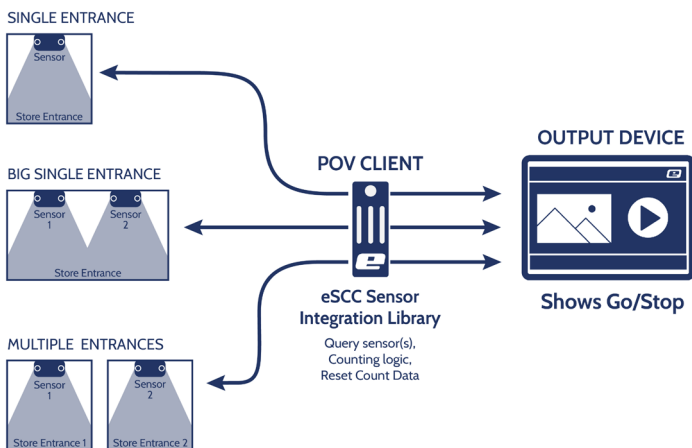 SINGLE ENTRANCE
Sensor
Store Entrance
BIG SINGLE ENTRANCE
Sensor
1
Sensor
2
Store Entrance
MULTIPLE ENTRANCES
Sensor
1
Store Entrance 1
Sensor
2
Store Entrance 2
POV CLIENT
e
eSCC Sensor
Integration Library
Query sensor(s),
Counting logic,
Reset Count Data
OUTPUT DEVICE
e
Shows Go/Stop